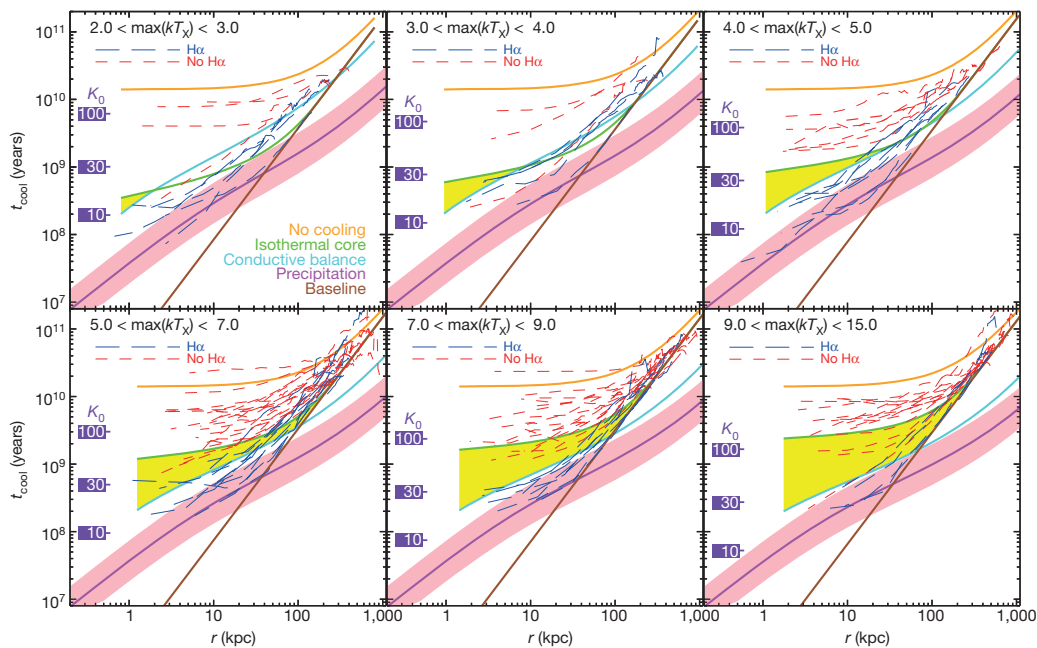 2.0 < max(kT_X) < 3.0
Hα
No Hα
K_0
100
30
10
No cooling
Isothermal core
Conductive balance
Precipitation
Baseline
3.0 < max(kT_X) < 4.0
Hα
No Hα
K_0
100
30
10
4.0 < max(kT_X) < 5.0
Hα
No Hα
K_0
100
30
10
10^11
10^10
10^9
10^8
10^7
t_cool (years)
5.0 < max(kT_X) < 7.0
Hα
No Hα
K_0
100
30
10
7.0 < max(kT_X) < 9.0
Hα
No Hα
K_0
100
30
10
9.0 < max(kT_X) < 15.0
Hα
No Hα
K_0
100
30
10
10^11
10^10
10^9
10^8
10^7
t_cool (years)
1 10 100 1,000
1 10 100 1,000
1 10 100 1,000
r (kpc)
r (kpc)
r (kpc)